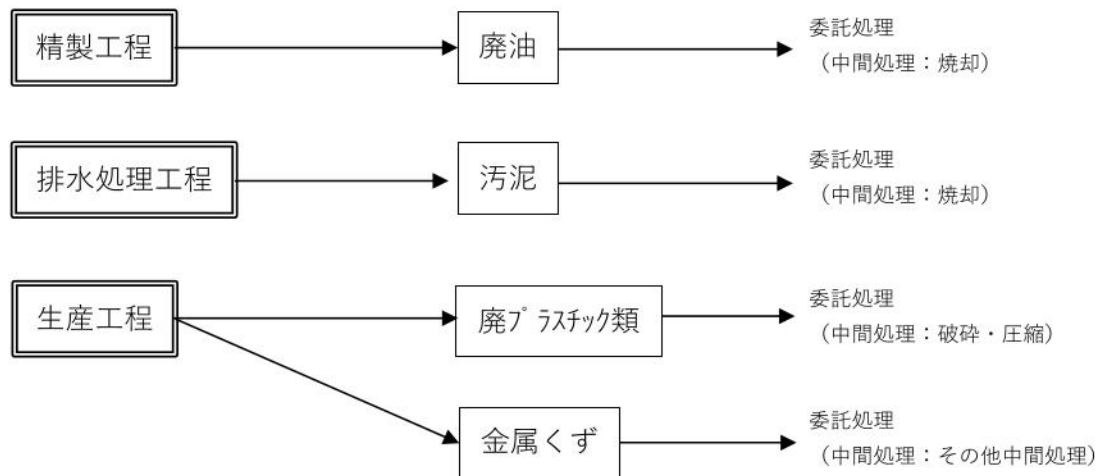 精製工程
廃油
委託処理
（中間処理：焼却）
排水処理工程
汚泥
委託処理
（中間処理：焼却）
生産工程
廃ﾌﾟﾗｽﾁｯｸ類
委託処理
（中間処理：破砕・圧縮）
金属くず
委託処理
（中間処理：その他中間処理）